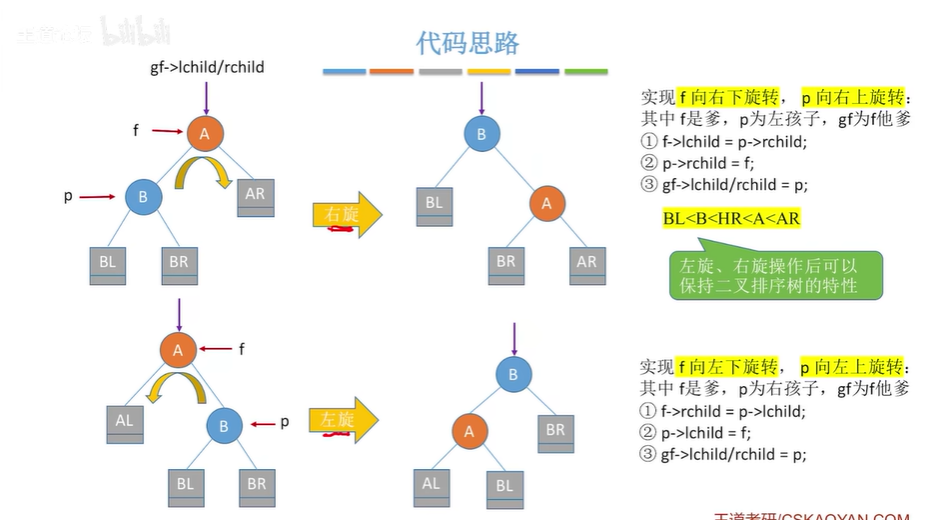 王道论坛 bilibili
代码思路
gf->lchild/rchild
f
A
p
B
AR
BL
BR
右旋
B
BL
A
BR
AR
实现 f 向右下旋转， p 向右上旋转：
其中 f是爹，p为左孩子，gf为f他爹
① f->lchild = p->rchild;
② p->rchild = f;
③ gf->lchild/rchild = p;
BL<B<HR<A<AR
左旋、右旋操作后可以
保持二叉排序树的特性
A
f
AL
B
p
BL
BR
左旋
B
A
BR
AL
BL
实现 f 向左下旋转， p 向左上旋转：
其中 f是爹，p为右孩子，gf为f他爹
① f->rchild = p->lchild;
② p->lchild = f;
③ gf->lchild/rchild = p;
王道考研/CSKAOYAN.COM